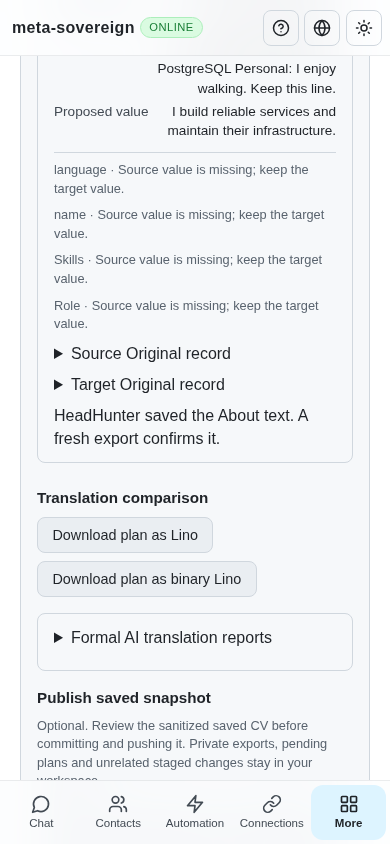 meta-sovereign ONLINE
PostgreSQL Personal: I enjoy
walking. Keep this line.
Proposed value I build reliable services and
maintain their infrastructure.
language · Source value is missing; keep the
target value.
name · Source value is missing; keep the target
value.
Skills · Source value is missing; keep the target
value.
Role · Source value is missing; keep the target
value.
Source Original record
Target Original record
HeadHunter saved the About text. A
fresh export confirms it.
Translation comparison
Download plan as Lino
Download plan as binary Lino
Formal AI translation reports
Publish saved snapshot
Optional. Review the sanitized saved CV before
committing and pushing it. Private exports, pending
plans and unrelated staged changes stay in your
workspace.
Chat Contacts Automation Connections More